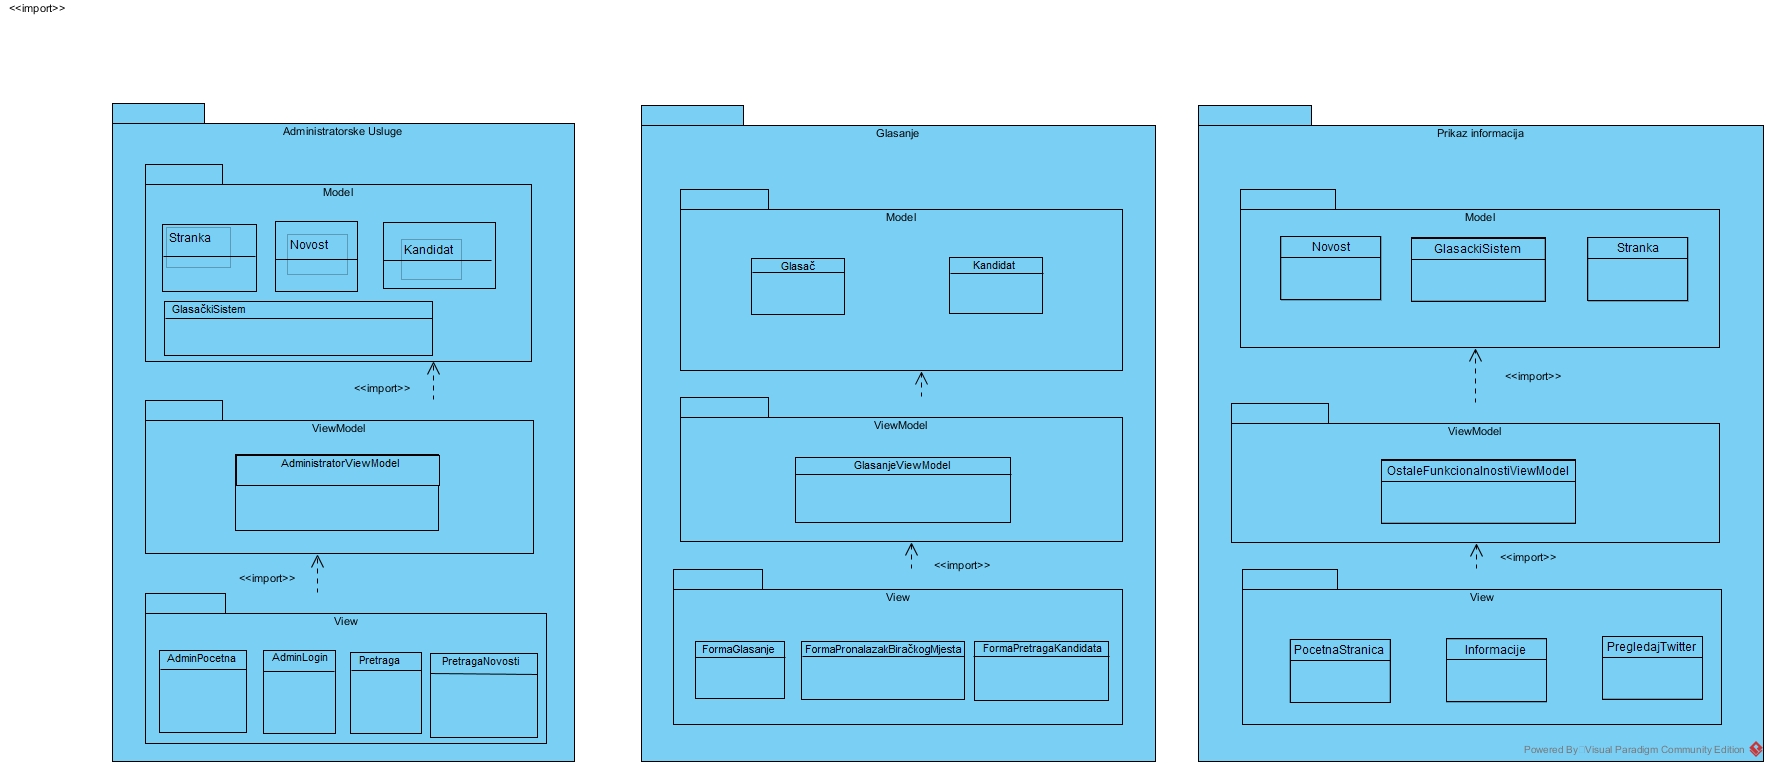 <<import>>
Administratorske Usluge
Model
Stranka
Novost
Kandidat
GlasačkiSistem
<<import>>
ViewModel
AdministratorViewModel
<<import>>
View
AdminPocetna
AdminLogin
Pretraga
PretragaNovosti
Glasanje
Model
Glasač
Kandidat
ViewModel
GlasanjeViewModel
<<import>>
View
FormaGlasanje
FormaPronalazakBiračkogMjesta
FormaPretragaKandidata
Prikaz informacija
Model
Novost
GlasackiSistem
Stranka
<<import>>
ViewModel
OstaleFunkcionalnostiViewModel
<<import>>
View
PocetnaStranica
Informacije
PregledajTwitter
Powered By Visual Paradigm Community Edition